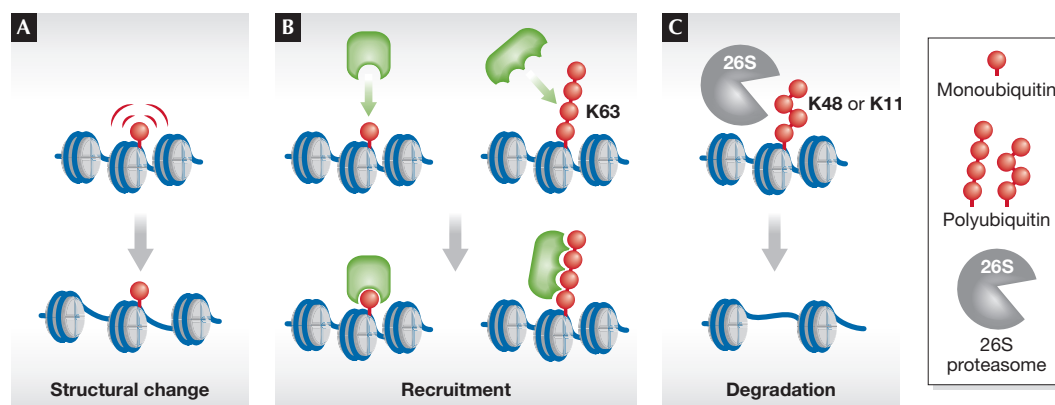 A
B
C
K63
26S
K48 or K11
Structural change
Recruitment
Degradation
Monoubiquitin
Polyubiquitin
26S
26S
proteasome